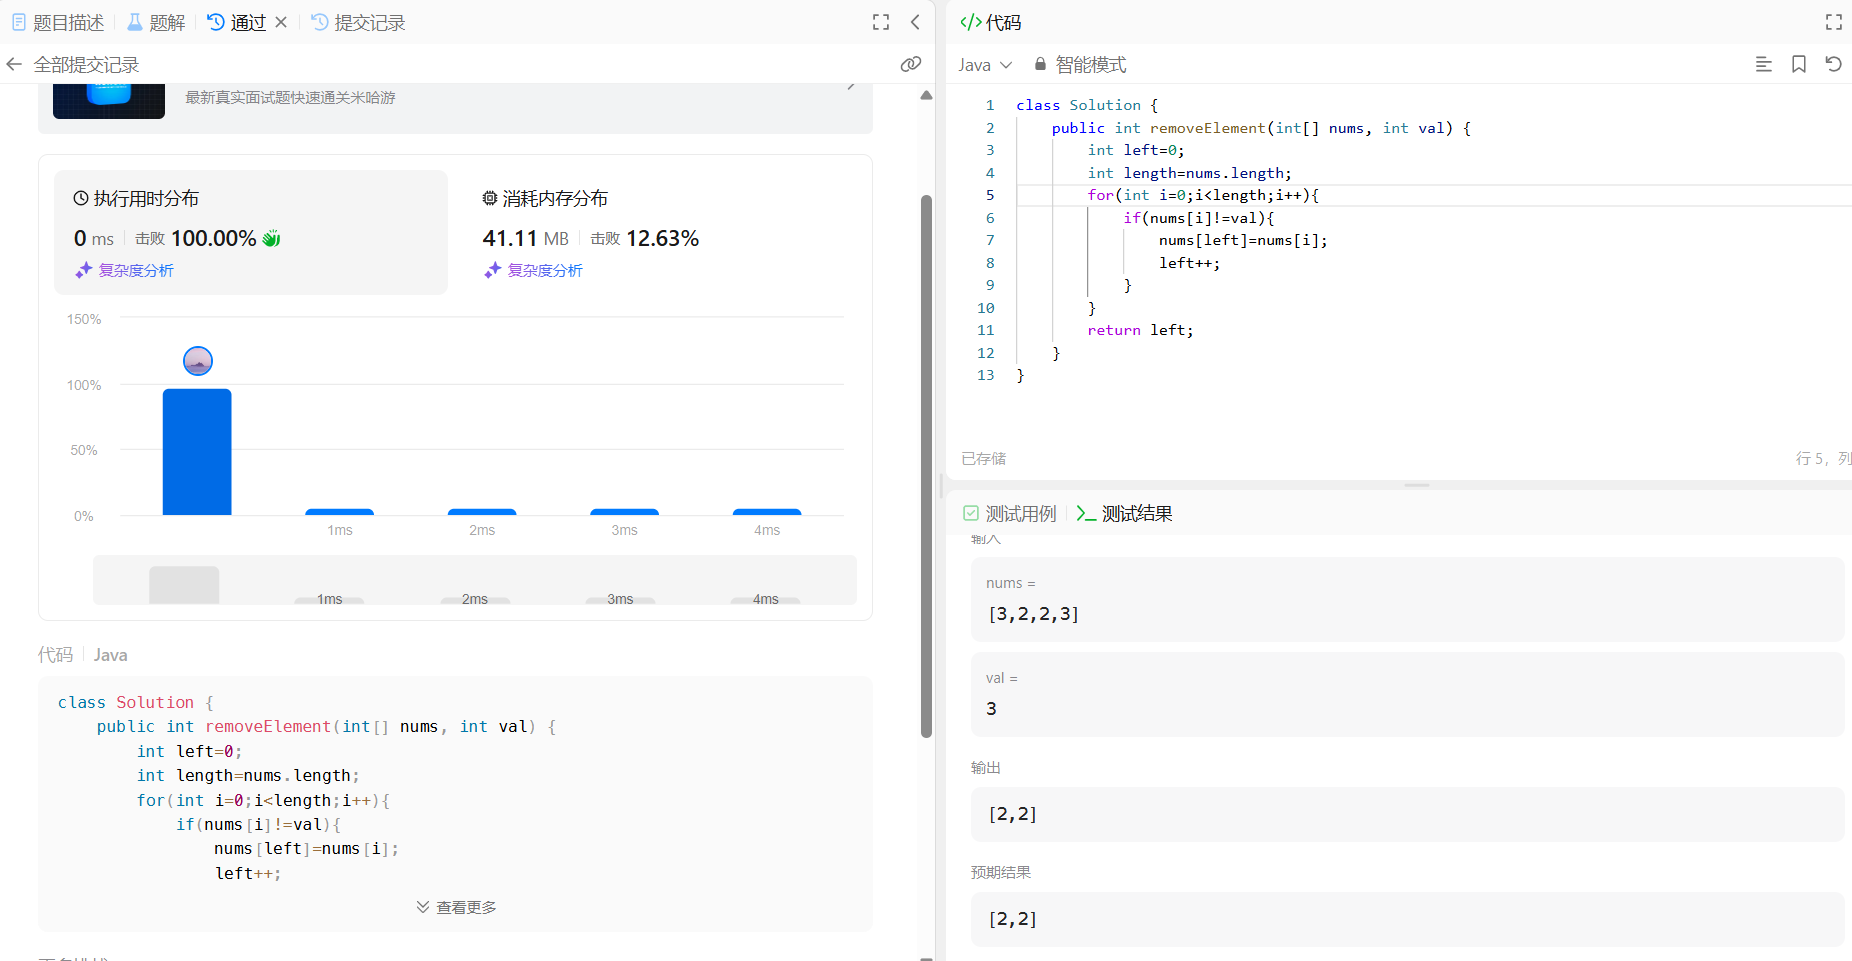 题目描述
题解
通过
提交记录
全部提交记录
最新真实面试题快速通关米哈游
执行用时分布
0 ms
击败 100.00%
复杂度分析
消耗内存分布
41.11 MB
击败 12.63%
复杂度分析
150%
100%
50%
0%
1ms
2ms
3ms
4ms
1ms
2ms
3ms
4ms
代码
Java
class Solution {
    public int removeElement(int[] nums, int val) {
        int left=0;
        int length=nums.length;
        for(int i=0;i<length;i++){
            if(nums[i]!=val){
                nums[left]=nums[i];
                left++;
查看更多
代码
Java
智能模式
1 class Solution {
2     public int removeElement(int[] nums, int val) {
3         int left=0;
4         int length=nums.length;
5         for(int i=0;i<length;i++){
6             if(nums[i]!=val){
7                 nums[left]=nums[i];
8                 left++;
9             }
10         }
11         return left;
12     }
13 }
已存储
行 5, 列
测试用例
测试结果
输入
nums =
[3,2,2,3]
val =
3
输出
[2,2]
预期结果
[2,2]